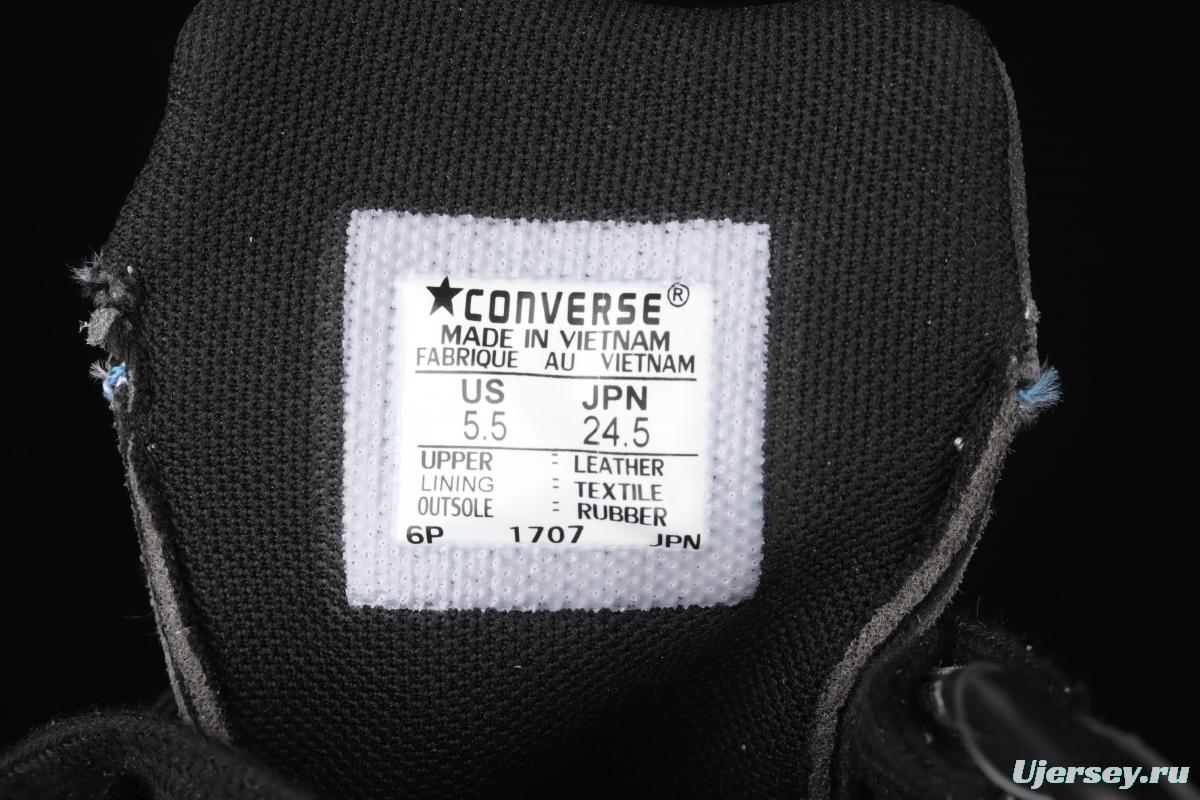 ★CONVERSE®
MADE IN VIETNAM
FABRIQUE AU VIETNAM
US JPN
5.5 24.5
UPPER : LEATHER
LINING : TEXTILE
OUTSOLE : RUBBER
6P 1707 JPN
Ujersey.ru